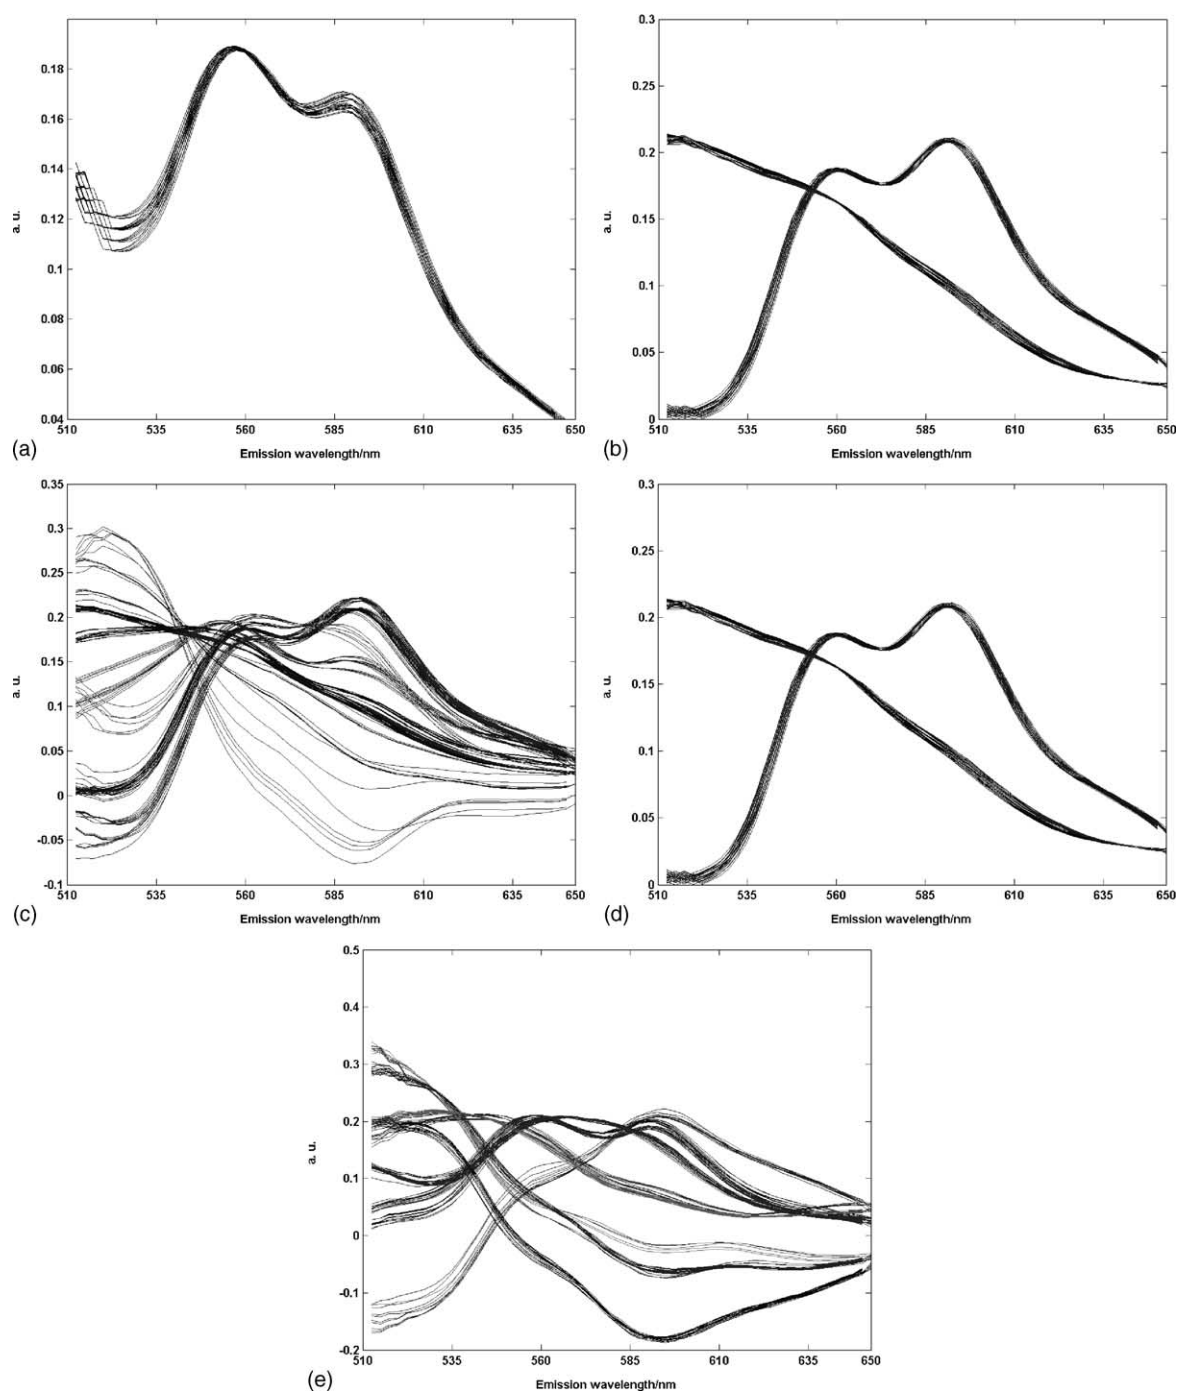 0.18
0.16
0.14
0.12
0.1
0.08
0.06
0.04
a. u.
510 535 560 585 610 635 650
(a) Emission wavelength/nm
0.3
0.25
0.2
0.15
0.1
0.05
0
a. u.
510 535 560 585 610 635 650
(b) Emission wavelength/nm
0.35
0.3
0.25
0.2
0.15
0.1
0.05
0
-0.05
-0.1
a. u.
510 535 560 585 610 635 650
(c) Emission wavelength/nm
0.3
0.25
0.2
0.15
0.1
0.05
0
a. u.
510 535 560 585 610 635 650
(d) Emission wavelength/nm
0.5
0.4
0.3
0.2
0.1
0
-0.1
-0.2
a. u.
510 535 560 585 610 635 650
(e) Emission wavelength/nm